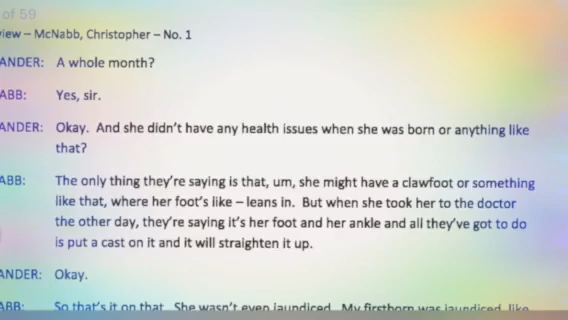 of 59
view – McNabb, Christopher – No. 1
ANDER: A whole month?
ABB: Yes, sir.
ANDER: Okay. And she didn't have any health issues when she was born or anything like
that?
ABB: The only thing they're saying is that, um, she might have a clawfoot or something
like that, where her foot's like – leans in. But when she took her to the doctor
the other day, they're saying it's her foot and her ankle and all they've got to do
is put a cast on it and it will straighten it up.
ANDER: Okay.
ABB: So that's it on that. She wasn't even jaundiced. My firstborn was jaundiced, like